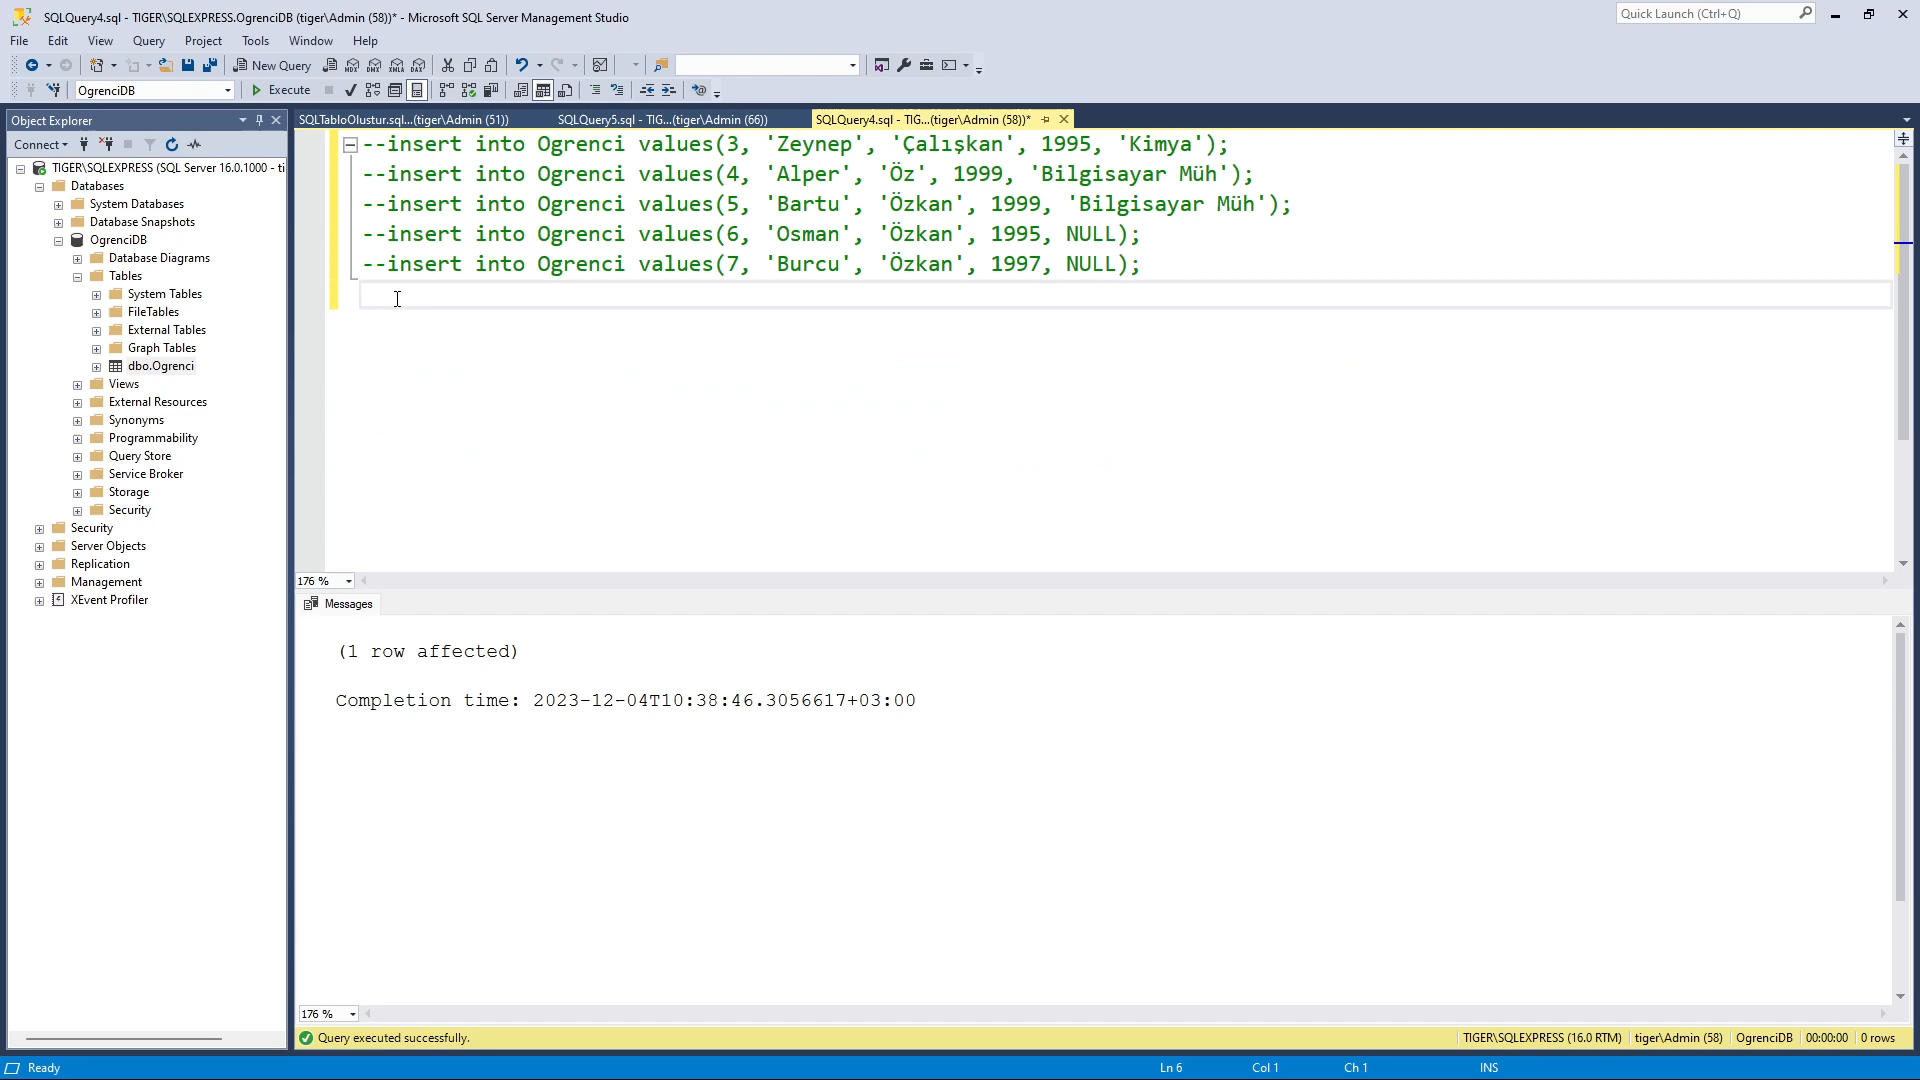 SQLQuery4.sql - TIGER\SQLEXPRESS.OgrenciDB (tiger\Admin (58))* - Microsoft SQL Server Management Studio
Quick Launch (Ctrl+Q)
File Edit View Query Project Tools Window Help
New Query
OgrenciDB Execute
Object Explorer
Connect
TIGER\SQLEXPRESS (SQL Server 16.0.1000 - ti
Databases
System Databases
Database Snapshots
OgrenciDB
Database Diagrams
Tables
System Tables
FileTables
External Tables
Graph Tables
dbo.Ogrenci
Views
External Resources
Synonyms
Programmability
Query Store
Service Broker
Storage
Security
Security
Server Objects
Replication
Management
XEvent Profiler
SQLTabloOlustur.sql...(tiger\Admin (51)) SQLQuery5.sql - TIG...(tiger\Admin (66)) SQLQuery4.sql - TIG...(tiger\Admin (58))*
--insert into Ogrenci values(3, 'Zeynep', 'Çalışkan', 1995, 'Kimya');
--insert into Ogrenci values(4, 'Alper', 'Öz', 1999, 'Bilgisayar Müh');
--insert into Ogrenci values(5, 'Bartu', 'Özkan', 1999, 'Bilgisayar Müh');
--insert into Ogrenci values(6, 'Osman', 'Özkan', 1995, NULL);
--insert into Ogrenci values(7, 'Burcu', 'Özkan', 1997, NULL);
176 %
Messages
(1 row affected)
Completion time: 2023-12-04T10:38:46.3056617+03:00
176 %
Query executed successfully. TIGER\SQLEXPRESS (16.0 RTM) tiger\Admin (58) OgrenciDB 00:00:00 0 rows
Ready Ln 6 Col 1 Ch 1 INS